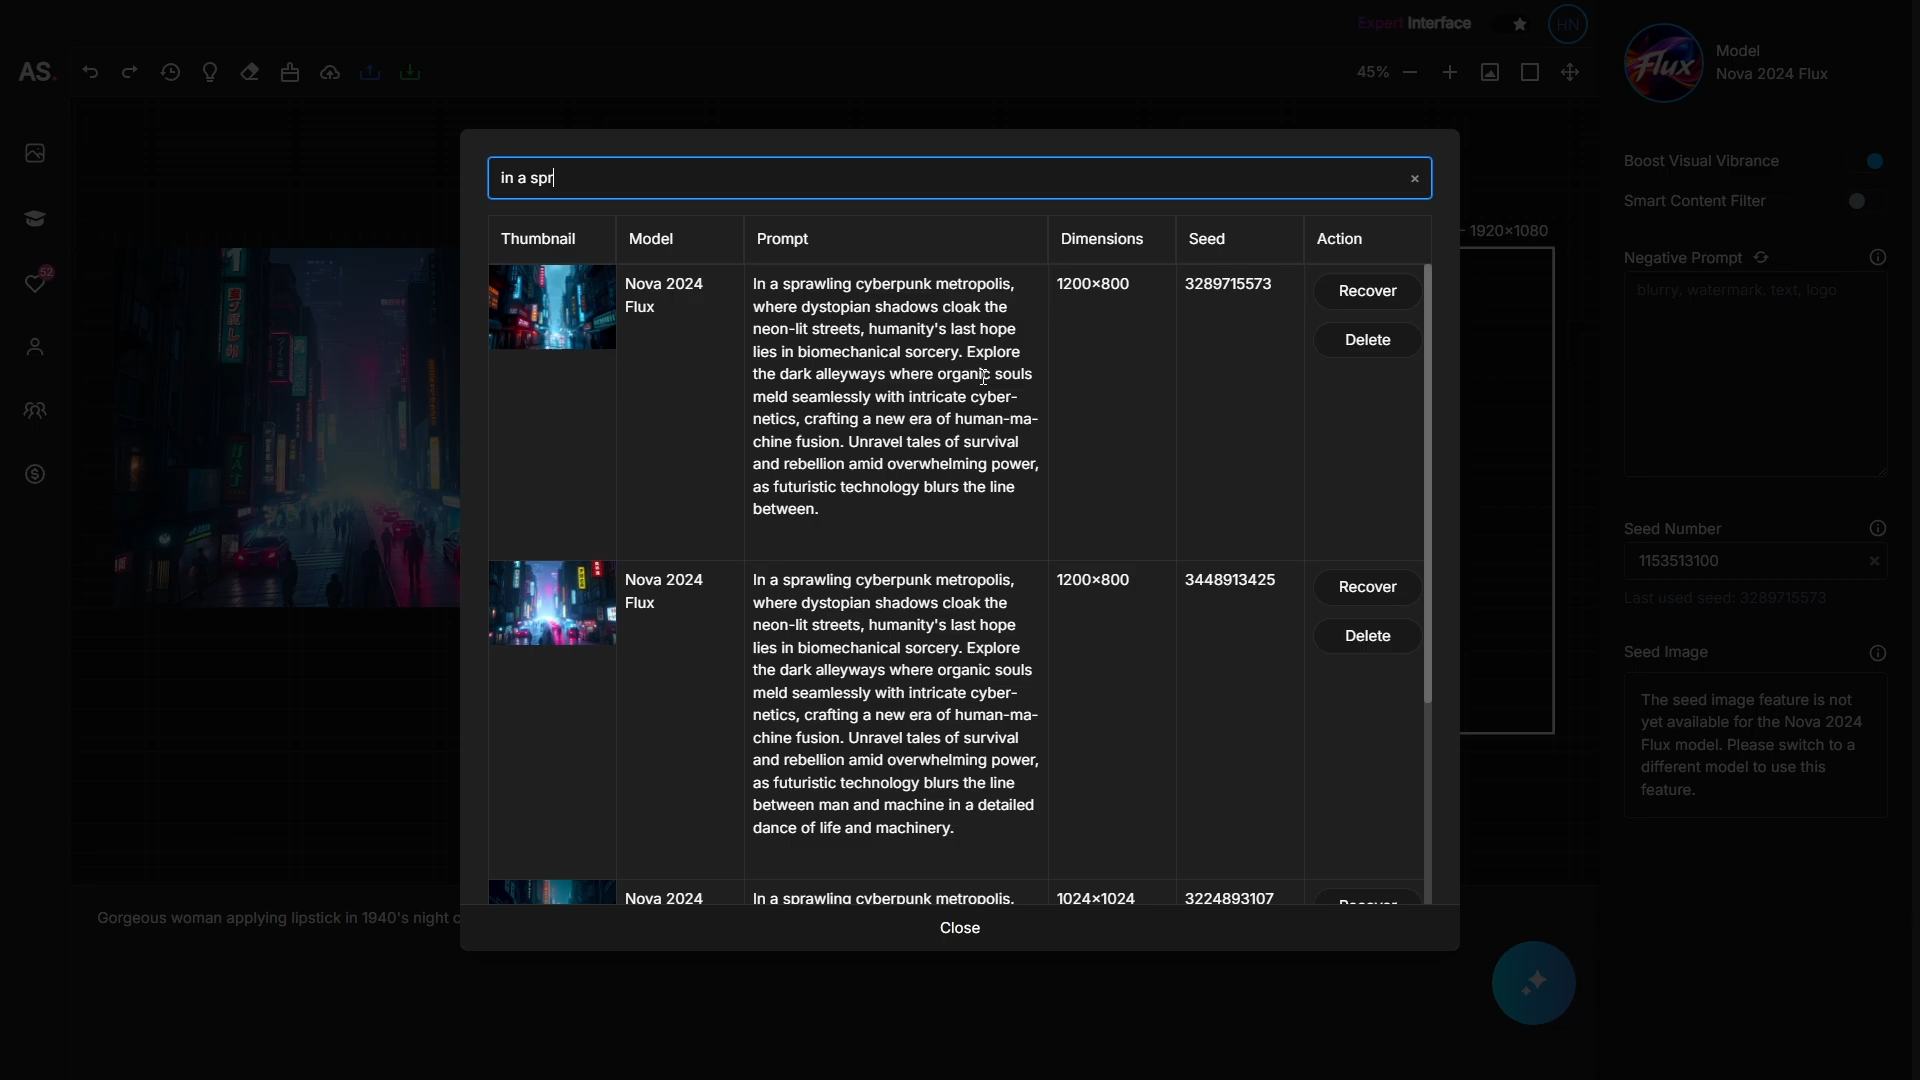 Expert Interface
HN
AS.
45%
Flux
Model
Nova 2024 Flux
in a spr
Boost Visual Vibrance
Smart Content Filter
- 1920×1080
Thumbnail Model Prompt Dimensions Seed Action
Negative Prompt
blurry, watermark, text, logo
52
Nova 2024
Flux
In a sprawling cyberpunk metropolis,
where dystopian shadows cloak the
neon-lit streets, humanity's last hope
lies in biomechanical sorcery. Explore
the dark alleyways where organic souls
meld seamlessly with intricate cyber-
netics, crafting a new era of human-ma-
chine fusion. Unravel tales of survival
and rebellion amid overwhelming power,
as futuristic technology blurs the line
between.
1200×800
3289715573
Recover
Delete
Nova 2024
Flux
In a sprawling cyberpunk metropolis,
where dystopian shadows cloak the
neon-lit streets, humanity's last hope
lies in biomechanical sorcery. Explore
the dark alleyways where organic souls
meld seamlessly with intricate cyber-
netics, crafting a new era of human-ma-
chine fusion. Unravel tales of survival
and rebellion amid overwhelming power,
as futuristic technology blurs the line
between man and machine in a detailed
dance of life and machinery.
1200×800
3448913425
Recover
Delete
Nova 2024
In a sprawling cyberpunk metropolis,
1024×1024
3224893107
Recover
Close
Seed Number
1153513100
Last used seed: 3289715573
Seed Image
The seed image feature is not
yet available for the Nova 2024
Flux model. Please switch to a
different model to use this
feature.
Gorgeous woman applying lipstick in 1940's night c